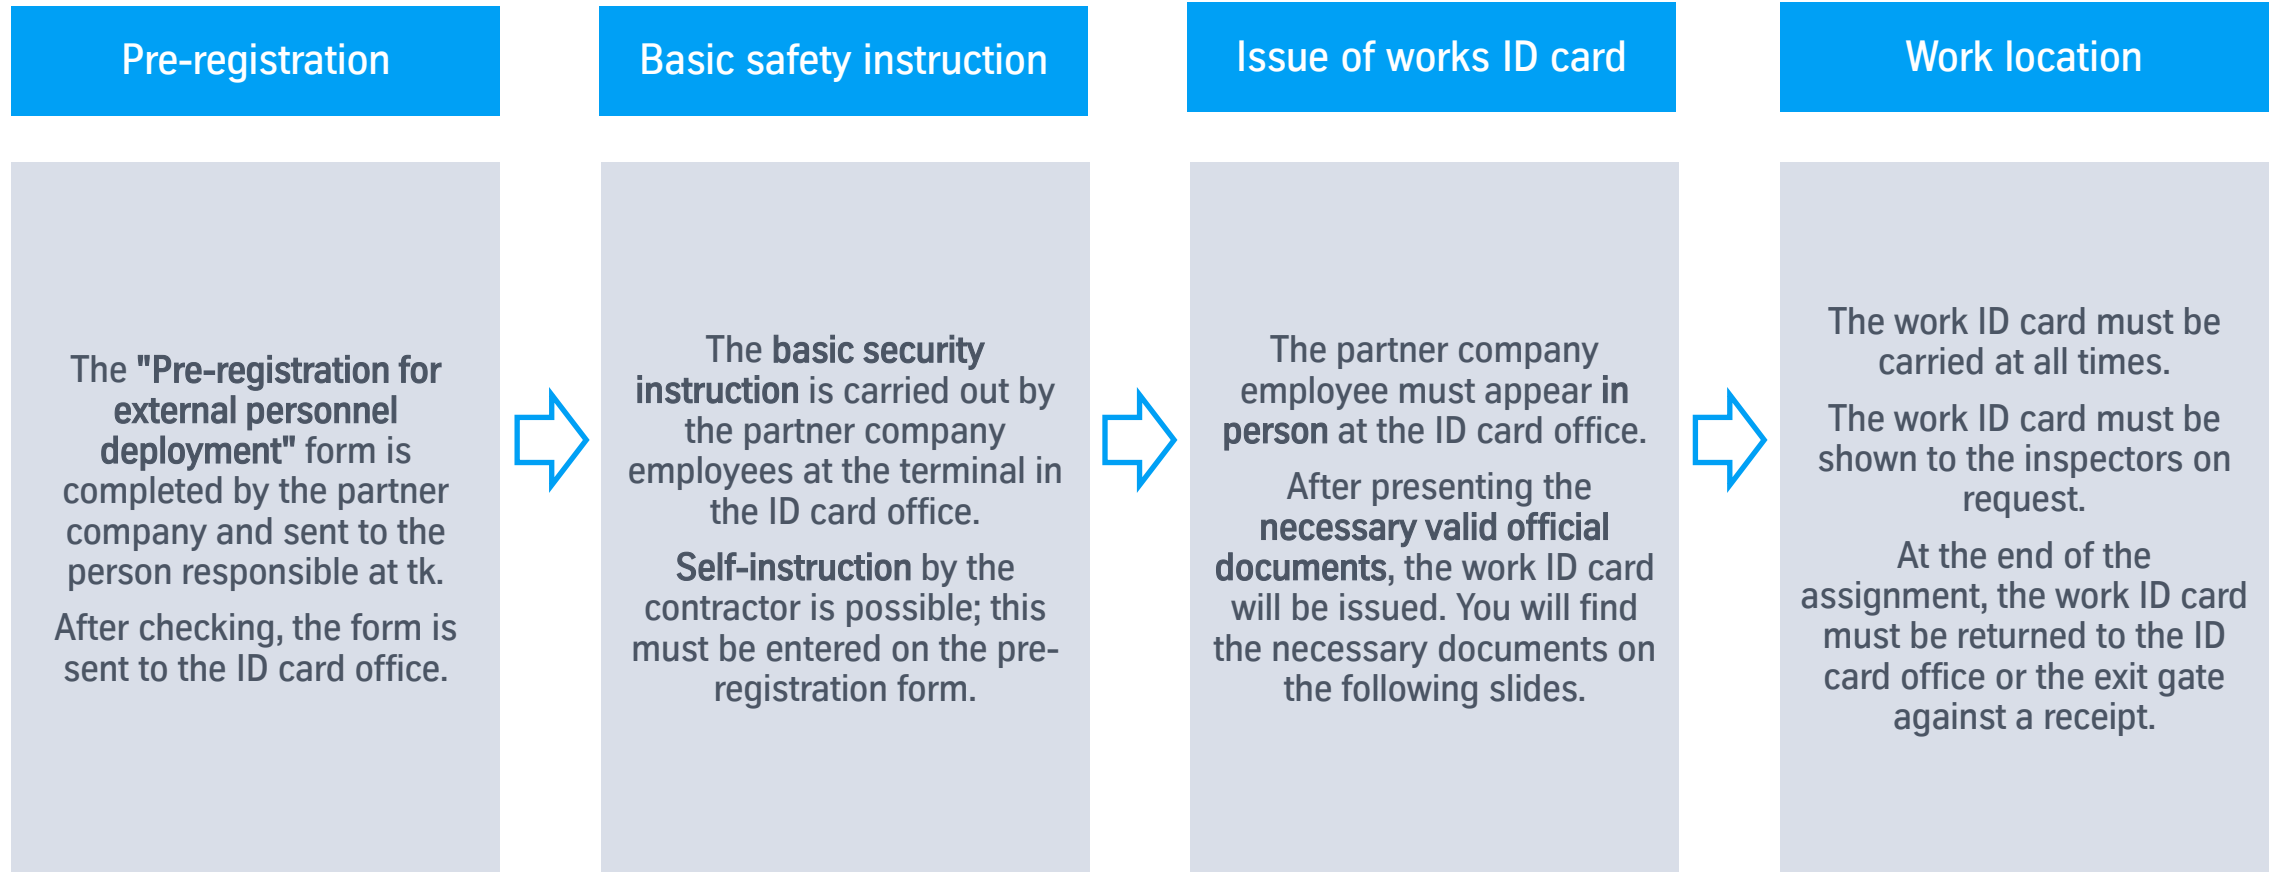 Pre-registration
The "Pre-registration for
external personnel
deployment" form is
completed by the partner
company and sent to the
person responsible at tk.
After checking, the form is
sent to the ID card office.
Basic safety instruction
The basic security
instruction is carried out by
the partner company
employees at the terminal in
the ID card office.
Self-instruction by the
contractor is possible; this
must be entered on the pre-
registration form.
Issue of works ID card
The partner company
employee must appear in
person at the ID card office.
After presenting the
necessary valid official
documents, the work ID card
will be issued. You will find
the necessary documents on
the following slides.
Work location
The work ID card must be
carried at all times.
The work ID card must be
shown to the inspectors on
request.
At the end of the
assignment, the work ID card
must be returned to the ID
card office or the exit gate
against a receipt.